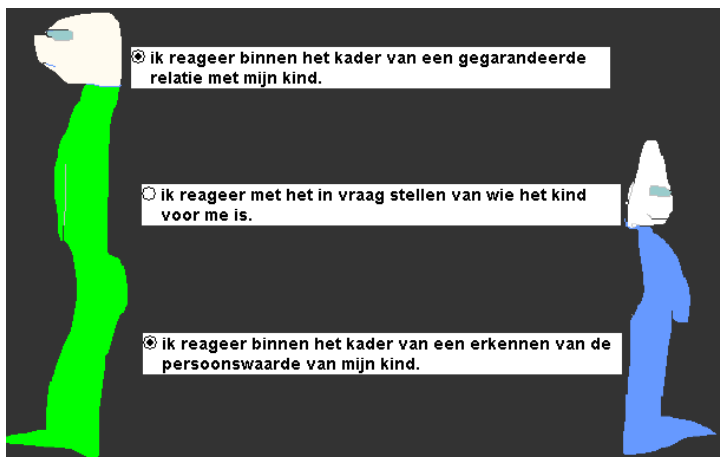 ik reageer binnen het kader van een gegarandeerde
relatie met mijn kind.
ik reageer met het in vraag stellen van wie het kind
voor me is.
ik reageer binnen het kader van een erkennen van de
persoonswaarde van mijn kind.